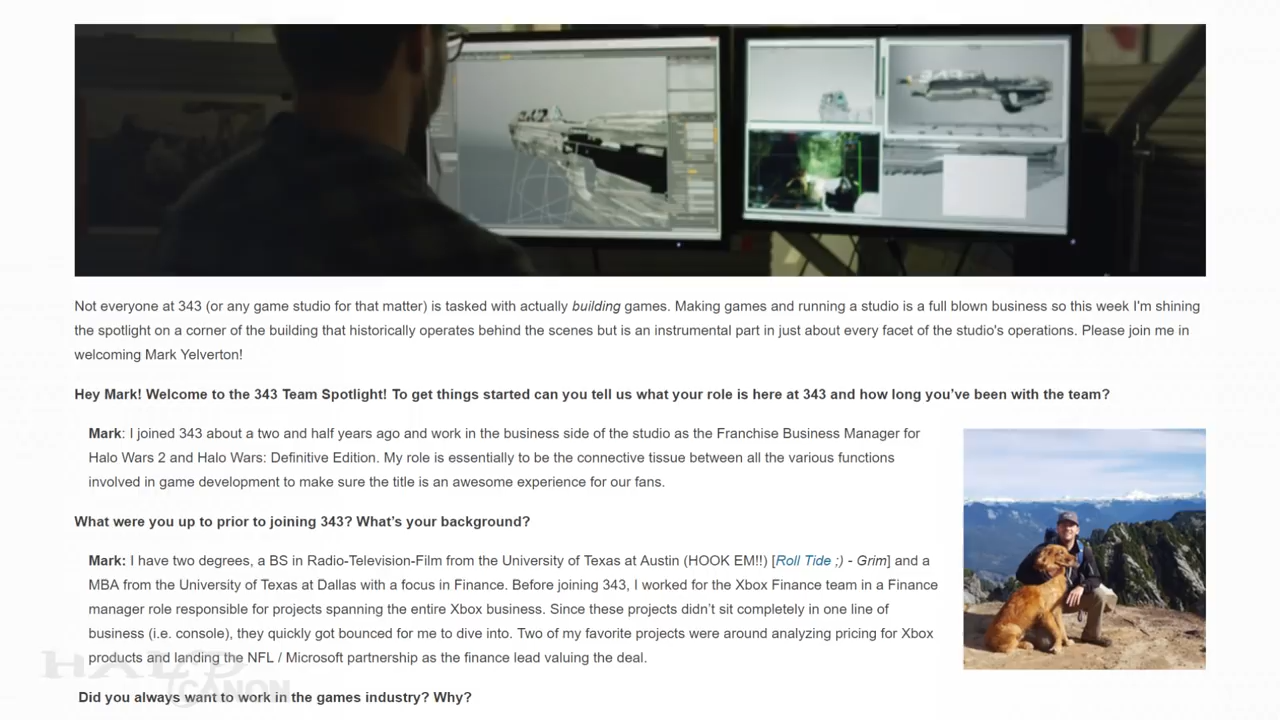 Not everyone at 343 (or any game studio for that matter) is tasked with actually building games. Making games and running a studio is a full blown business so this week I'm shining
the spotlight on a corner of the building that historically operates behind the scenes but is an instrumental part in just about every facet of the studio's operations. Please join me in
welcoming Mark Yelverton!
Hey Mark! Welcome to the 343 Team Spotlight! To get things started can you tell us what your role is here at 343 and how long you’ve been with the team?
Mark: I joined 343 about a two and half years ago and work in the business side of the studio as the Franchise Business Manager for
Halo Wars 2 and Halo Wars: Definitive Edition. My role is essentially to be the connective tissue between all the various functions
involved in game development to make sure the title is an awesome experience for our fans.
What were you up to prior to joining 343? What’s your background?
Mark: I have two degrees, a BS in Radio-Television-Film from the University of Texas at Austin (HOOK EM!!) [Roll Tide ;) - Grim] and a
MBA from the University of Texas at Dallas with a focus in Finance. Before joining 343, I worked for the Xbox Finance team in a Finance
manager role responsible for projects spanning the entire Xbox business. Since these projects didn’t sit completely in one line of
business (i.e. console), they quickly got bounced for me to dive into. Two of my favorite projects were around analyzing pricing for Xbox
products and landing the NFL / Microsoft partnership as the finance lead valuing the deal.
HALO
CANON
Did you always want to work in the games industry? Why?